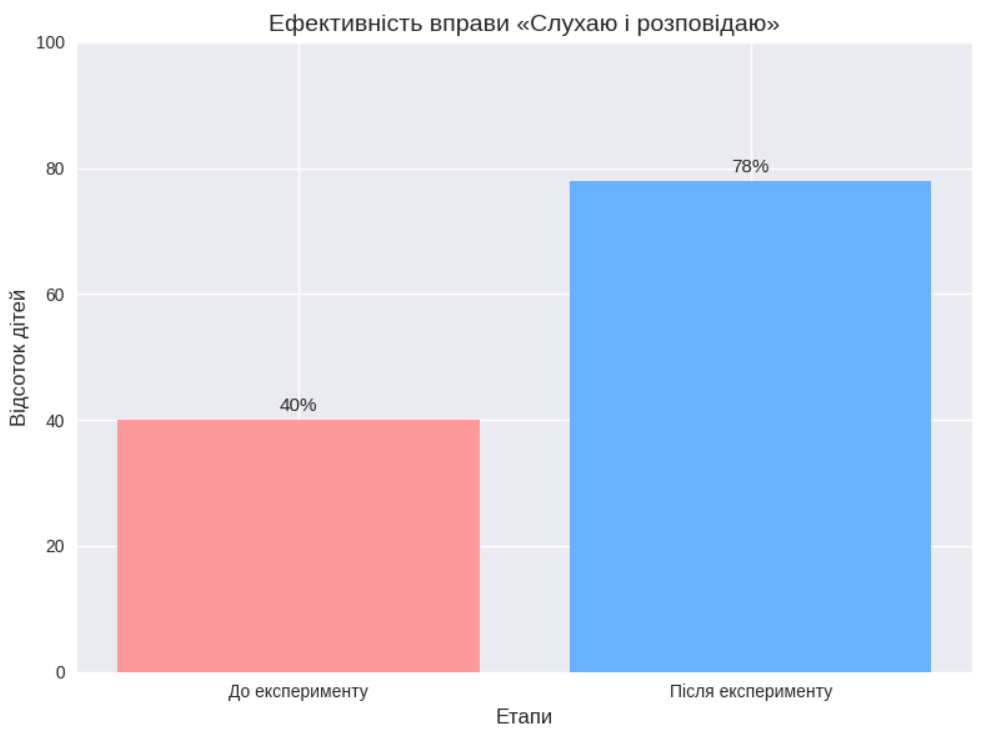 Ефективність вправи «Слухаю і розповідаю»
100
80
60
40
20
0
Відсоток дітей
40%
78%
До експерименту
Після експерименту
Етапи